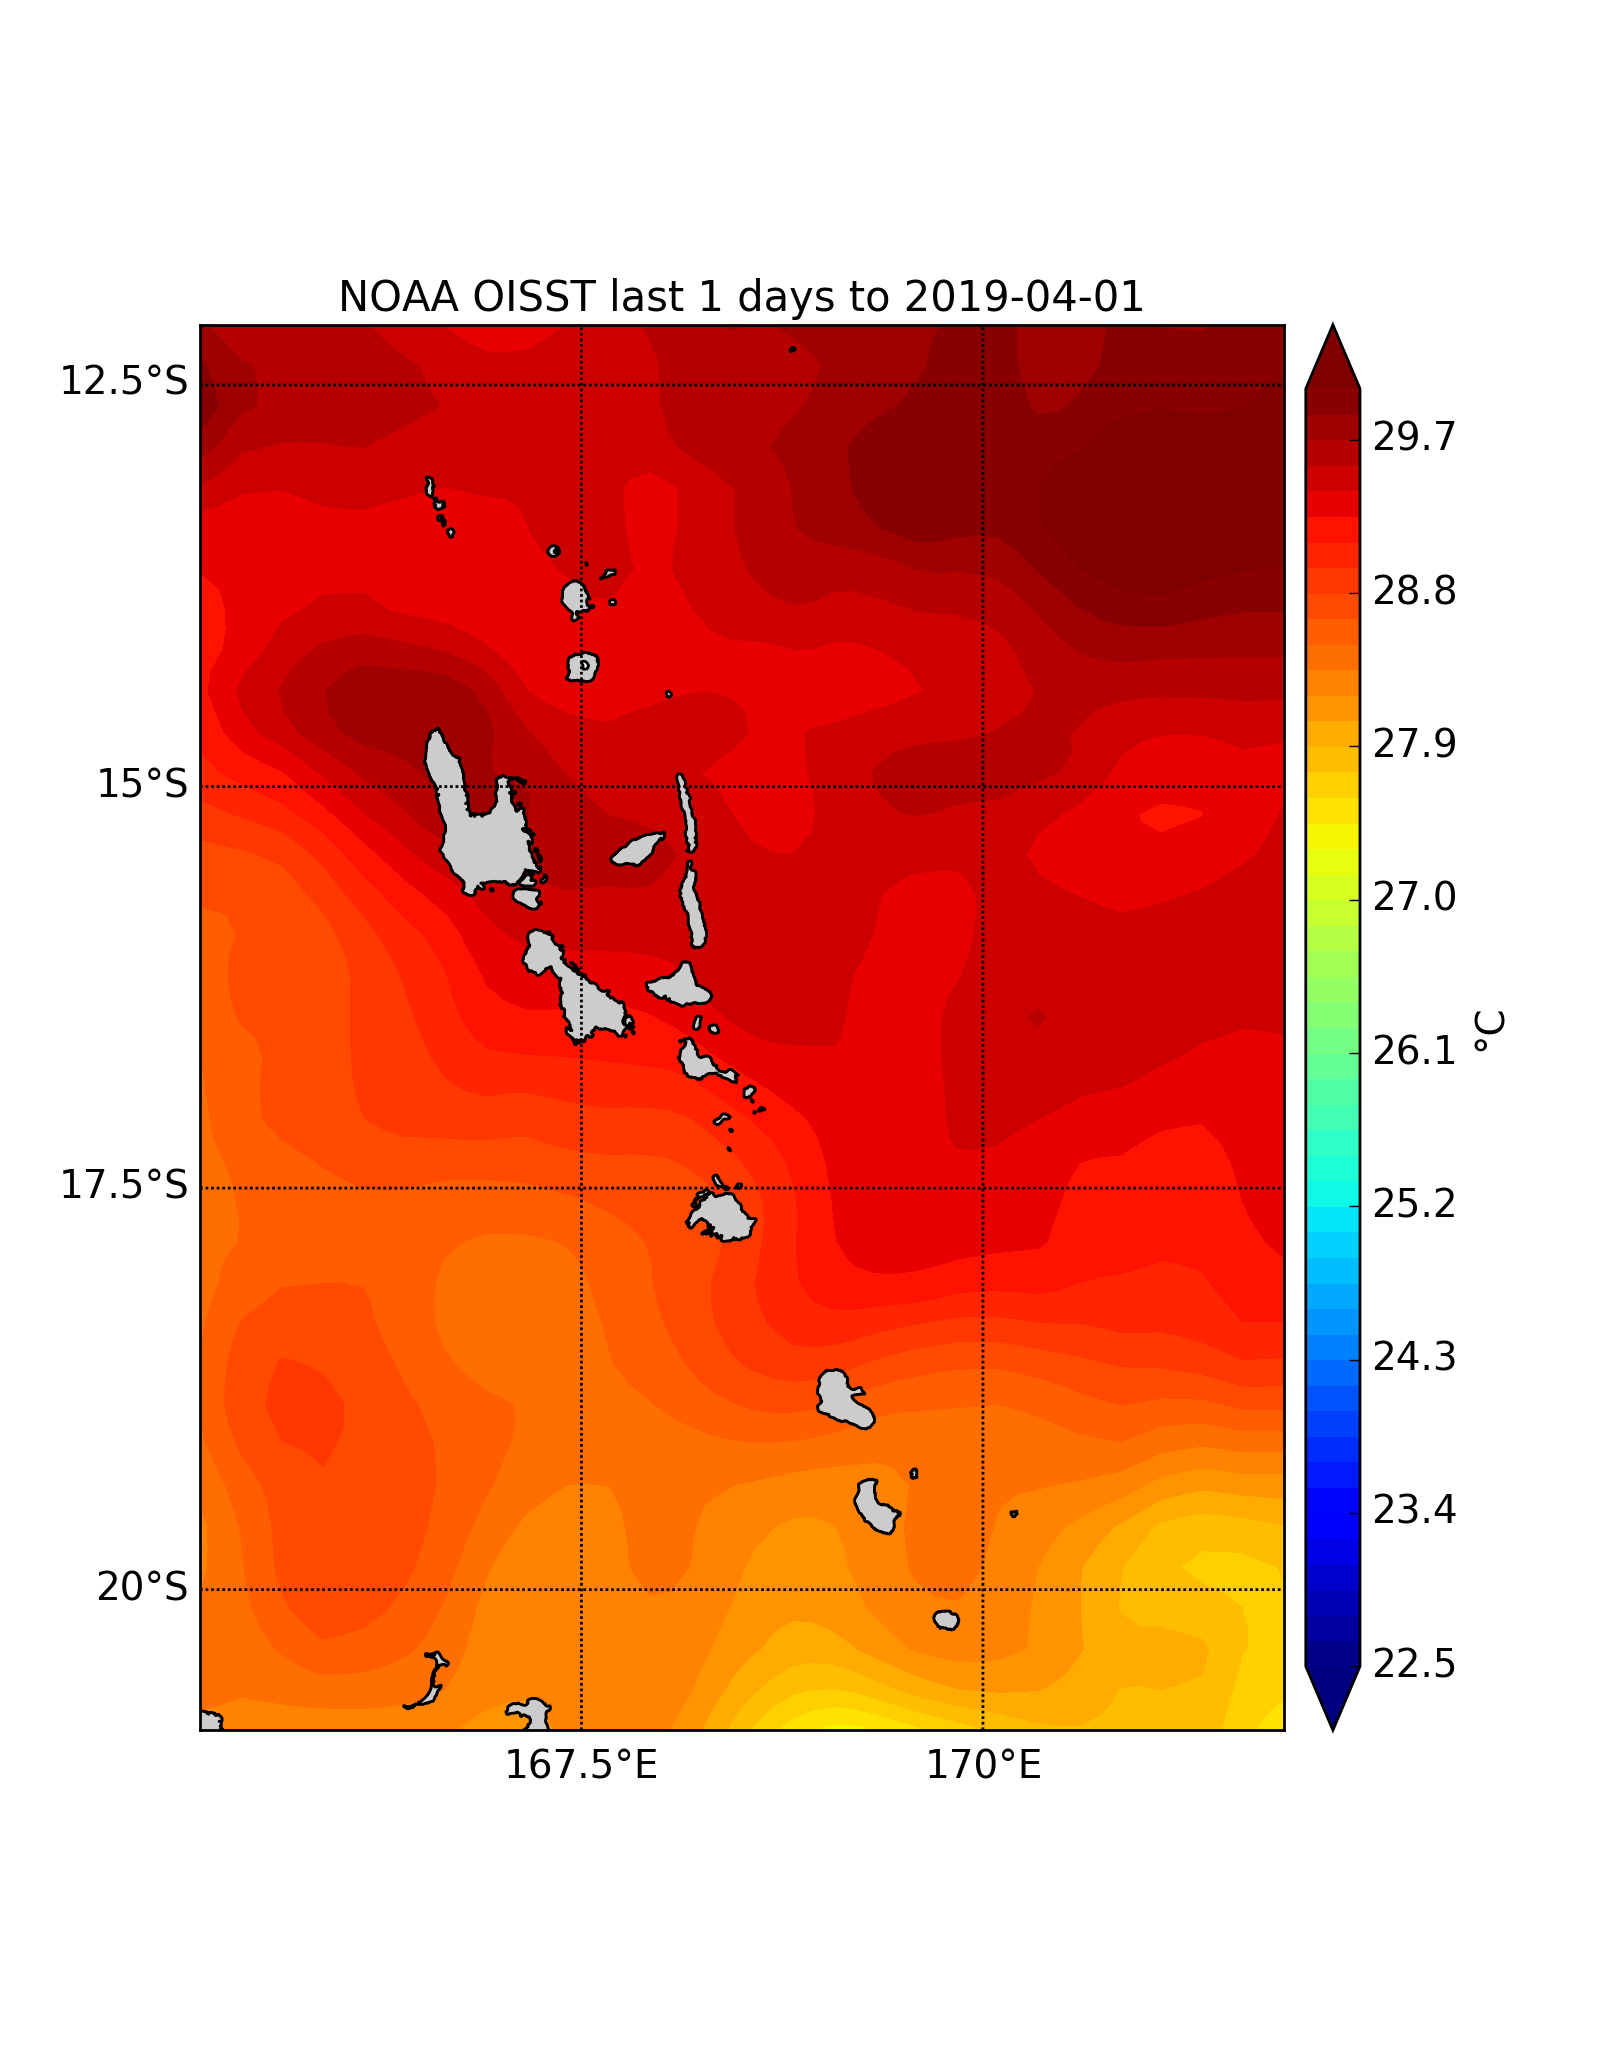 NOAA OISST last 1 days to 2019-04-01
12.5°S
15°S
17.5°S
20°S
167.5°E
170°E
29.7
28.8
27.9
27.0
26.1
25.2
24.3
23.4
22.5
°C